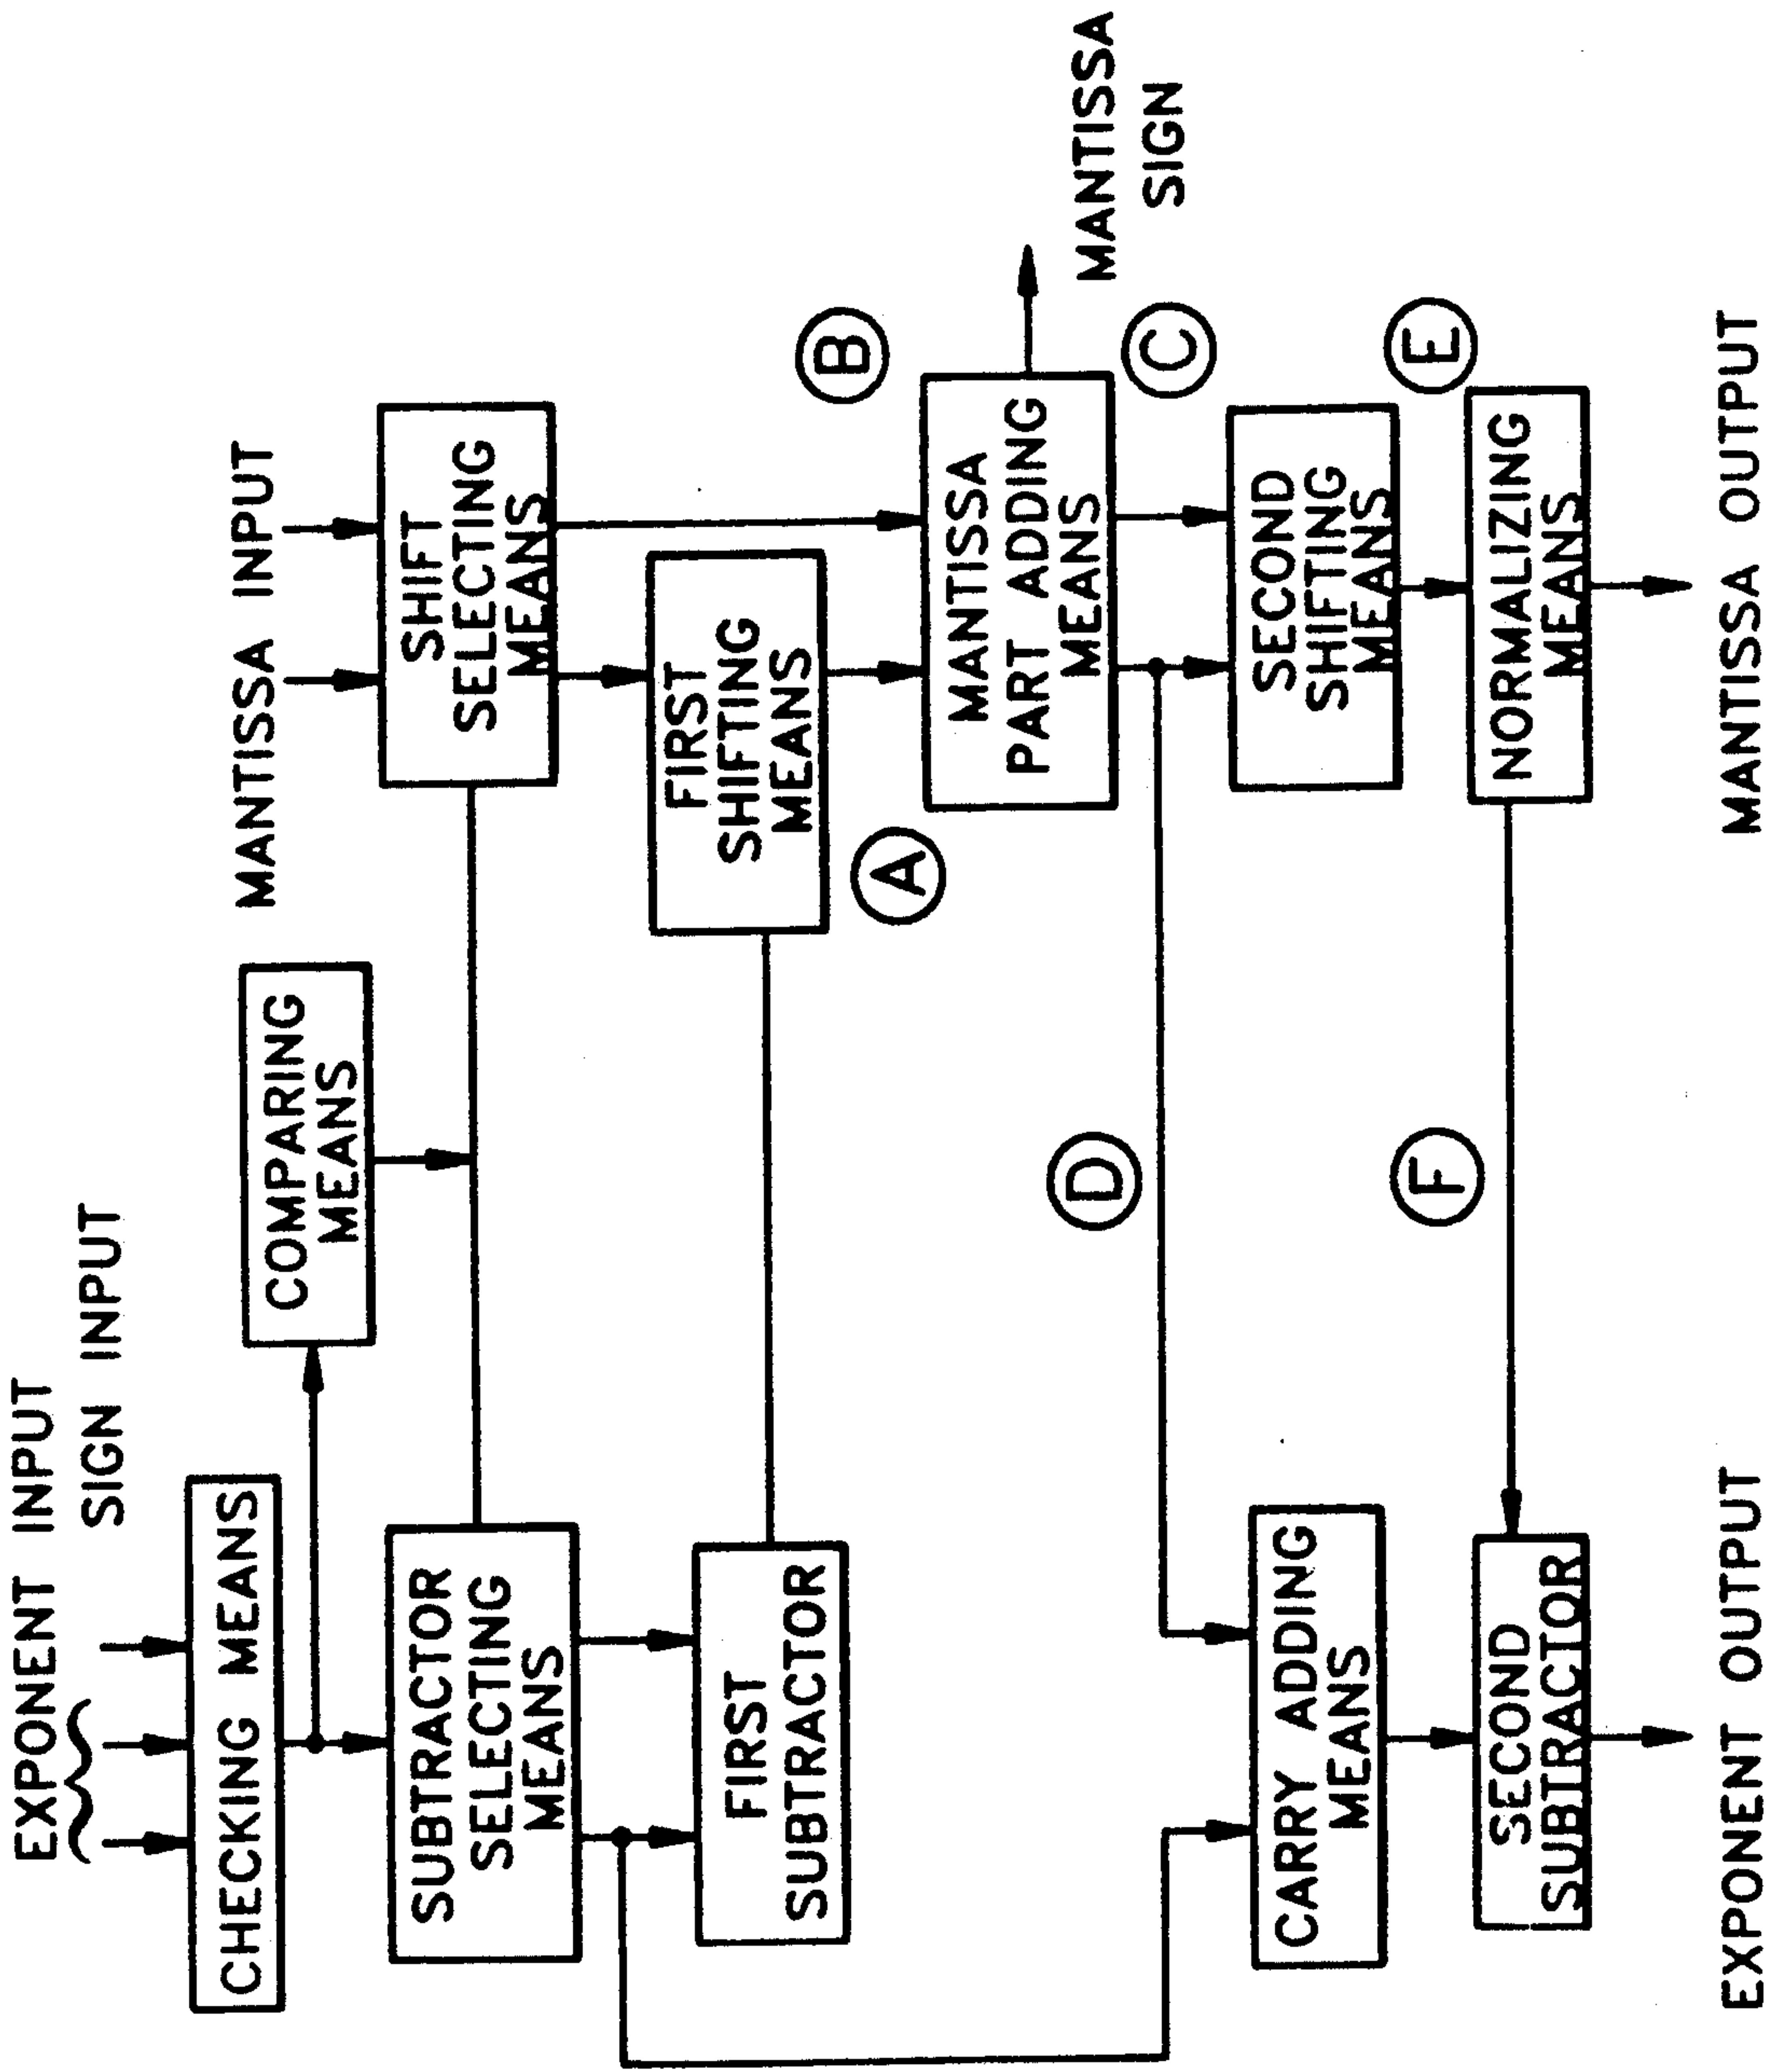 EXPONENT INPUT
SIGN INPUT
CHECKING MEANS
COMPARING
MEANS
MANTISSA INPUT
SUBTRACTOR
SELECTING
MEANS
SHIFT
SELECTING
MEANS
FIRST
SUBTRACTOR
FIRST
SHIFTING
MEANS
A
B
MANTISSA
PART ADDING
MEANS
MANTISSA
SIGN
C
D
CARRY ADDING
MEANS
SECOND
SHIFTING
MEANS
E
F
SECOND
SUBTRACTOR
NORMALIZING
MEANS
EXPONENT OUTPUT
MANTISSA OUTPUT